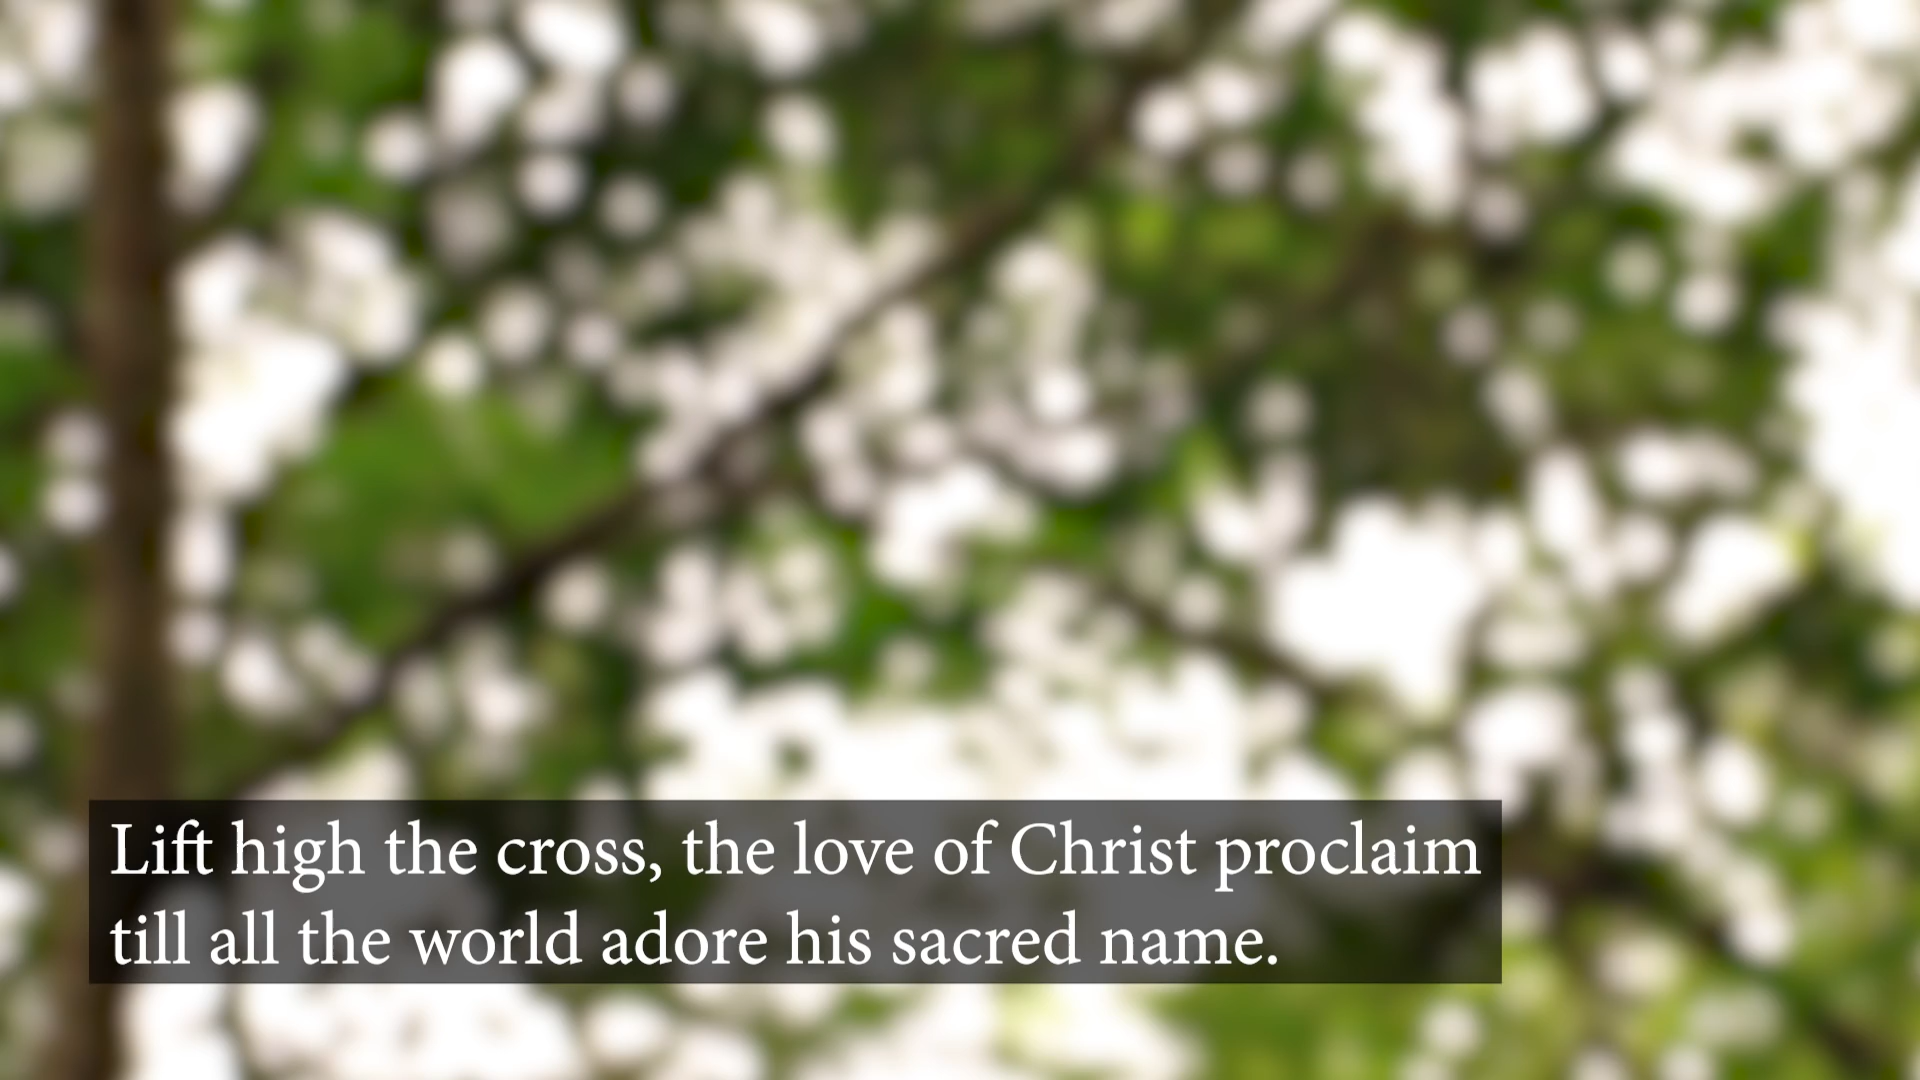 Lift high the cross, the love of Christ proclaim
till all the world adore his sacred name.